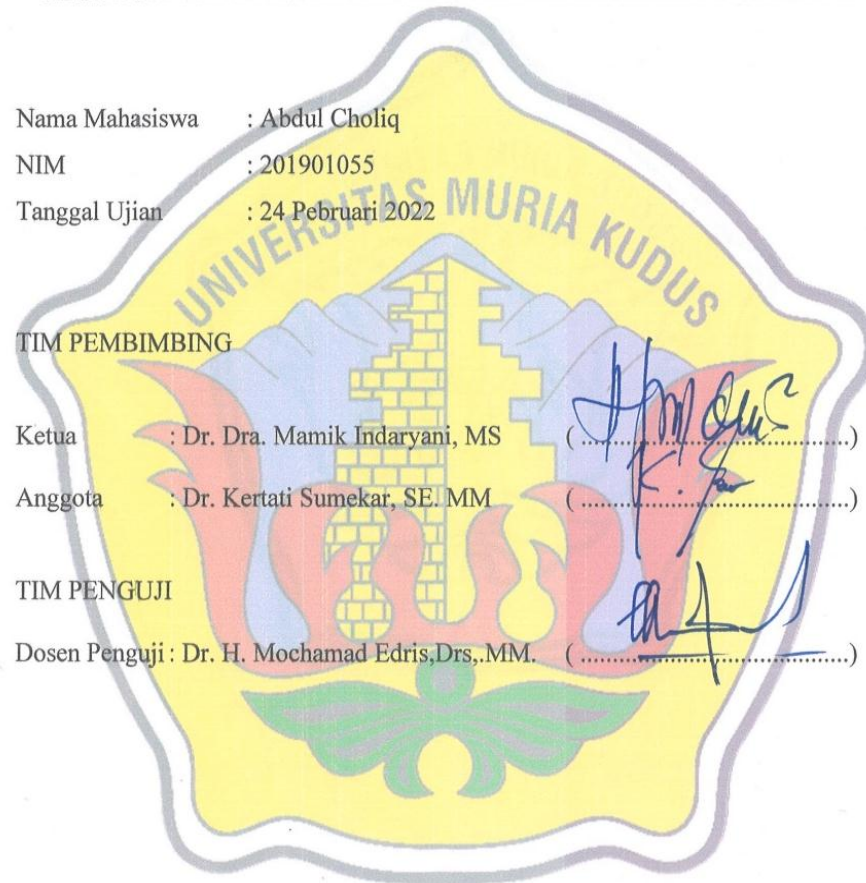 Nama Mahasiswa : Abdul Choliq
NIM : 201901055
Tanggal Ujian : 24 Pebruari 2022
UNIVERSITAS MURIA KUDUS
TIM PEMBIMBING
Ketua : Dr. Dra. Mamik Indaryani, MS (........................................)
Anggota : Dr. Kertati Sumekar, SE. MM (........................................)
TIM PENGUJI
Dosen Penguji : Dr. H. Mochamad Edris,Drs,.MM. (........................................)